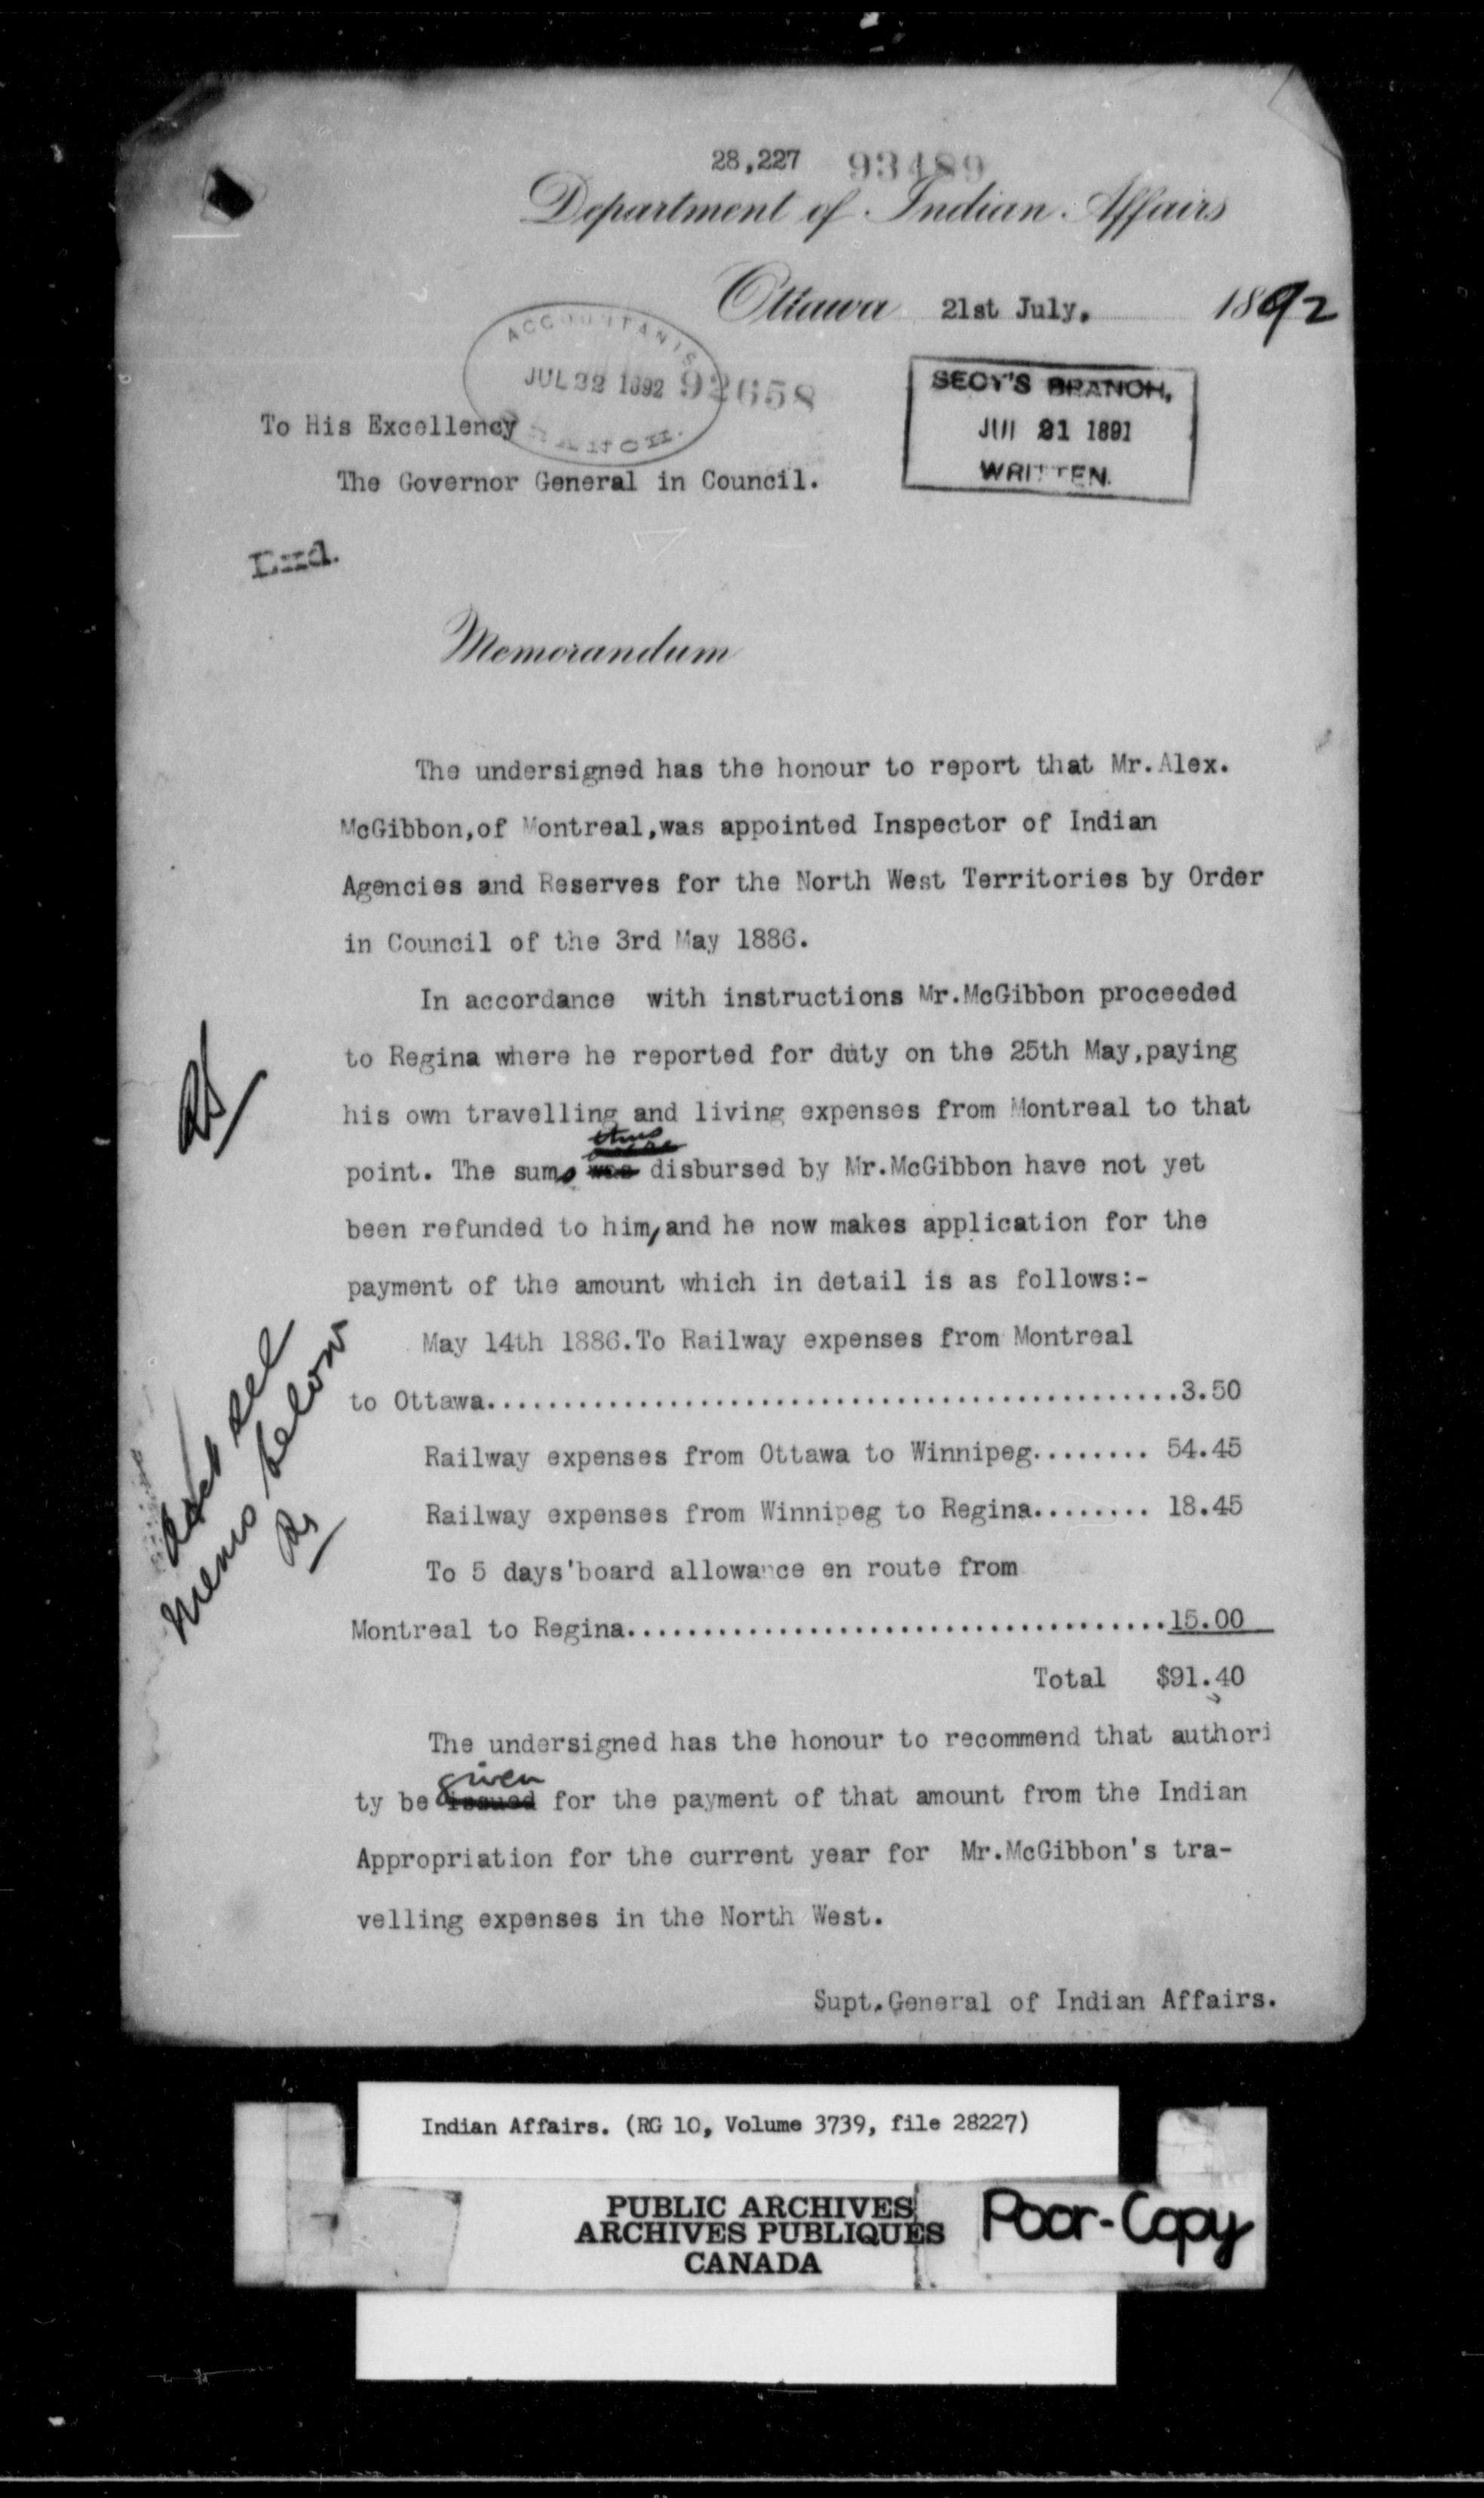 28,227 93489
Department of Indian Affairs
Ottawa 21st July, 1892
ACCOUNTANTS
JUL 22 1892 92658
BRANCH.
SECY'S BRANCH,
JUL 21 1891
WRITTEN.
To His Excellency
The Governor General in Council.
Memorandum
The undersigned has the honour to report that Mr.Alex.
McGibbon,of Montreal,was appointed Inspector of Indian
Agencies and Reserves for the North West Territories by Order
in Council of the 3rd May 1886.
In accordance with instructions Mr.McGibbon proceeded
to Regina where he reported for duty on the 25th May,paying
his own travelling and living expenses from Montreal to that
thus
point. The sums was disbursed by Mr.McGibbon have not yet
been refunded to him,and he now makes application for the
payment of the amount which in detail is as follows:-
May 14th 1886.To Railway expenses from Montreal
to Ottawa..............................................3.50
Railway expenses from Ottawa to Winnipeg........ 54.45
Railway expenses from Winnipeg to Regina........ 18.45
To 5 days'board allowance en route from
Montreal to Regina....................................15.00
Total $91.40
The undersigned has the honour to recommend that authori
given
ty be issued for the payment of that amount from the Indian
Appropriation for the current year for Mr.McGibbon's tra-
velling expenses in the North West.
Supt.General of Indian Affairs.
see
memo below
Indian Affairs. (RG 10, Volume 3739, file 28227)
PUBLIC ARCHIVES
ARCHIVES PUBLIQUES
CANADA
Poor-Copy